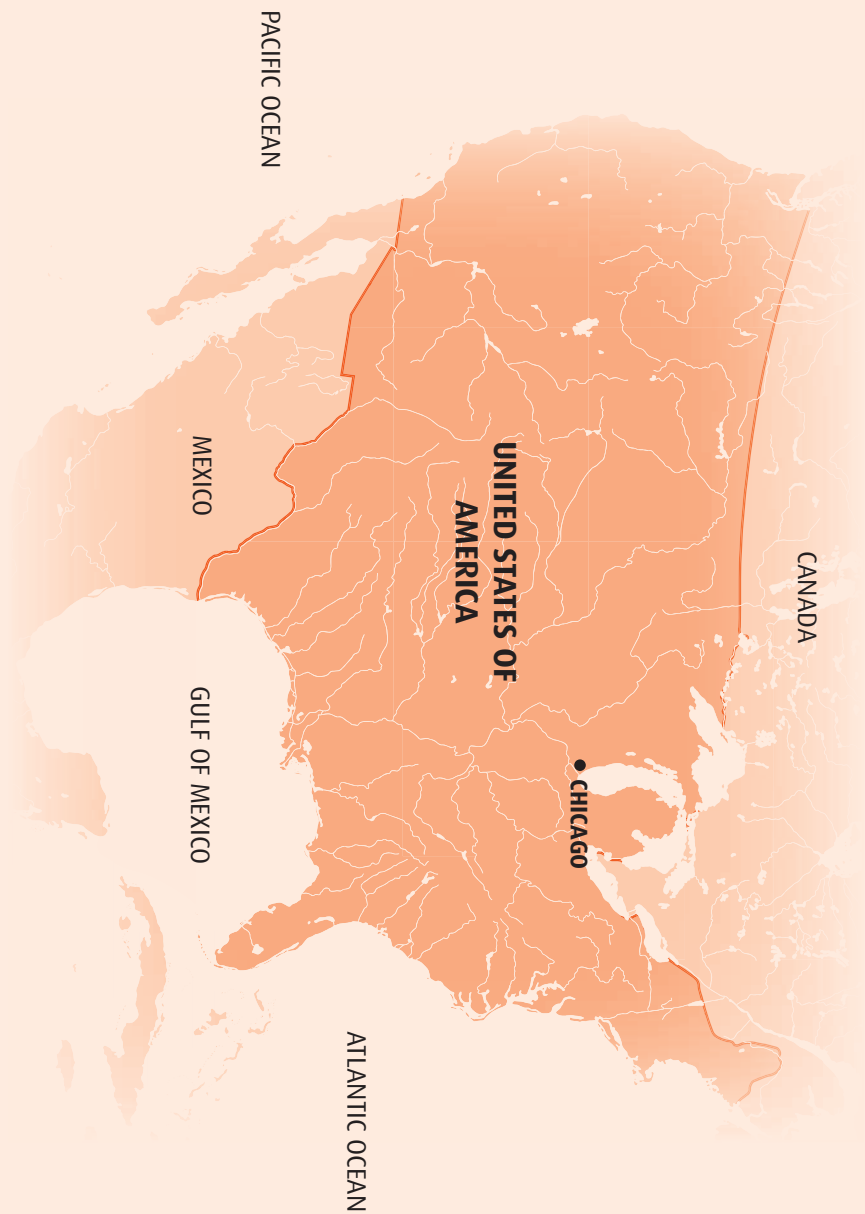 CANADA
UNITED STATES OF
AMERICA
CHICAGO
PACIFIC OCEAN
MEXICO
GULF OF MEXICO
ATLANTIC OCEAN